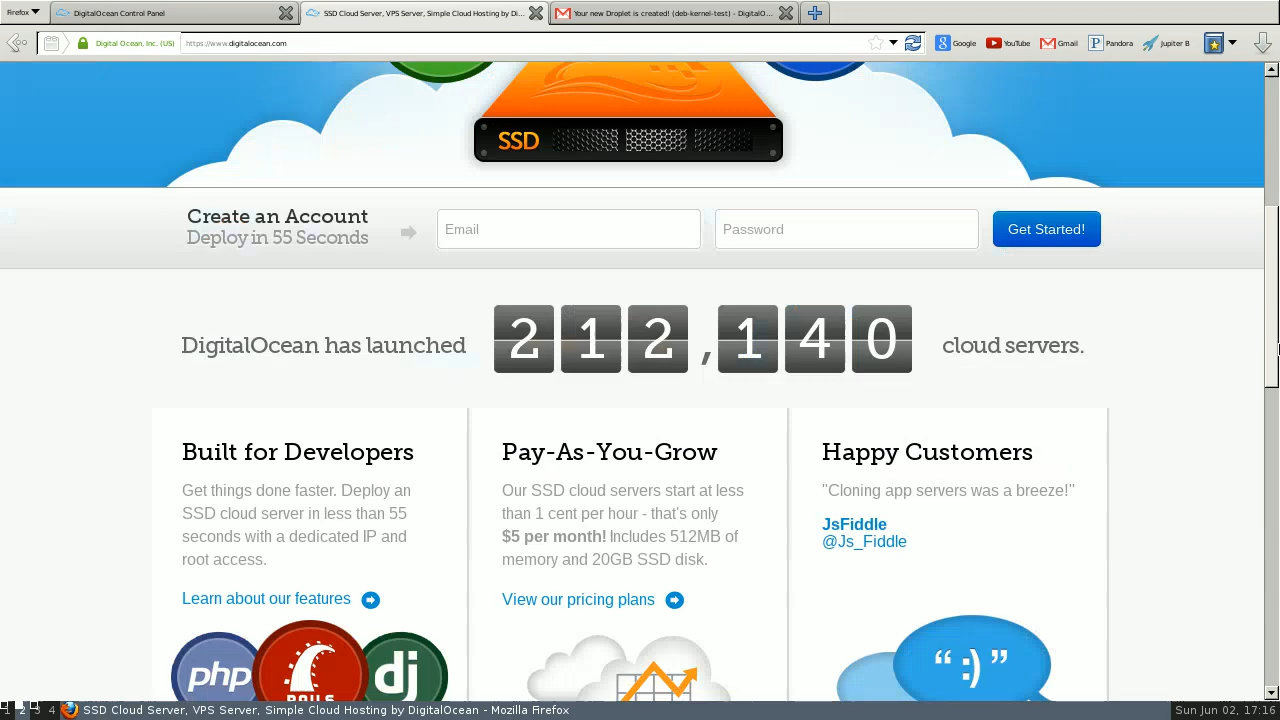 Firefox
DigitalOcean Control Panel
SSD Cloud Server, VPS Server, Simple Cloud Hosting by Di...
Your new Droplet is created! (deb-kernel-test) - DigitalO...
Digital Ocean, Inc. (US)
https://www.digitalocean.com
Google
YouTube
Gmail
Pandora
Jupiter B
SSD
Create an Account
Deploy in 55 Seconds
Email
Password
Get Started!
DigitalOcean has launched 212,140 cloud servers.
Built for Developers
Get things done faster. Deploy an
SSD cloud server in less than 55
seconds with a dedicated IP and
root access.
Learn about our features
php
RAILS
dj
Pay-As-You-Grow
Our SSD cloud servers start at less
than 1 cent per hour - that's only
$5 per month! Includes 512MB of
memory and 20GB SSD disk.
View our pricing plans
Happy Customers
"Cloning app servers was a breeze!"
JsFiddle
@Js_Fiddle
“ :) ”
2 3 4
SSD Cloud Server, VPS Server, Simple Cloud Hosting by DigitalOcean - Mozilla Firefox
Sun Jun 02, 17:16